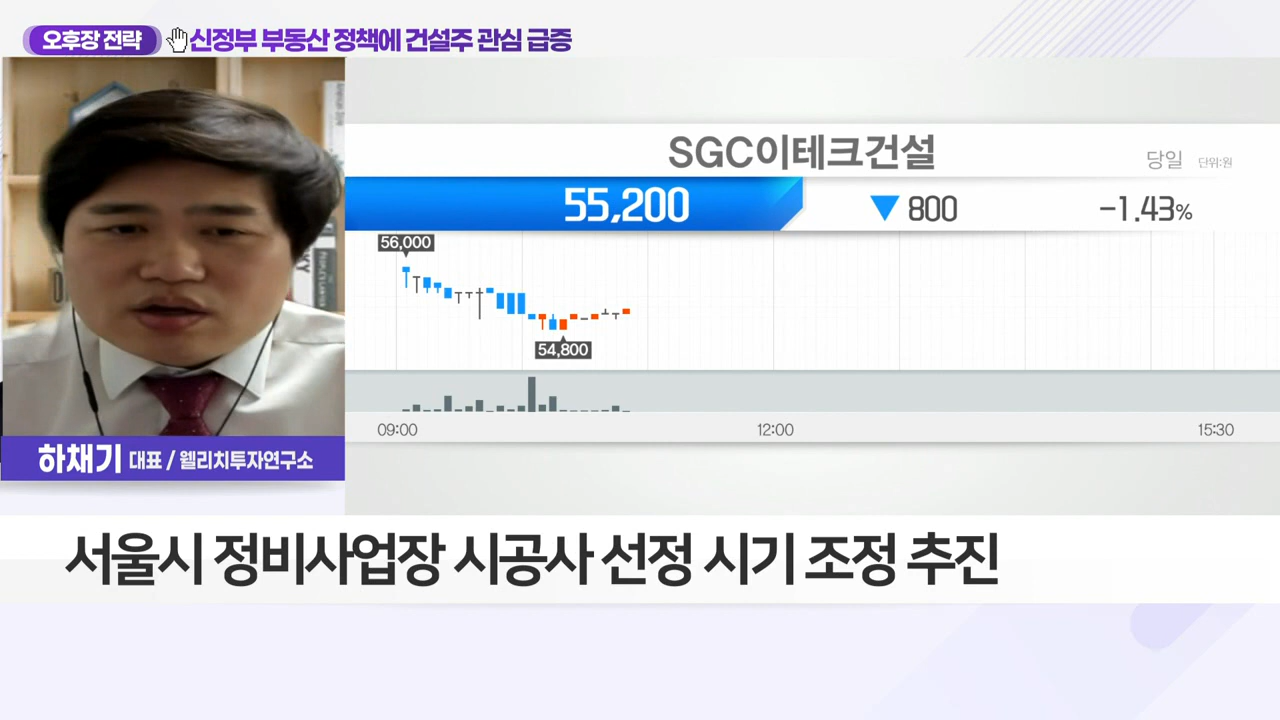 오후장 전략
신정부 부동산 정책에 건설주 관심 급증
SGC이테크건설
당일 단위:원
55,200 ▼ 800 -1.43%
56,000
54,800
09:00 12:00 15:30
하채기 대표 / 웰리치투자연구소
서울시 정비사업장 시공사 선정 시기 조정 추진